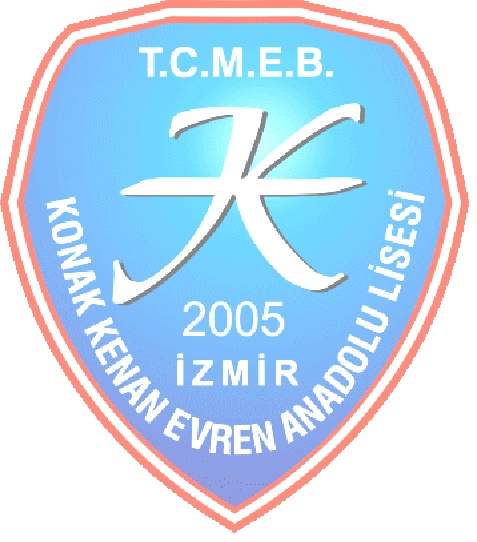 T.C.M.E.B.
K
2005
İZMİR
KONAK KENAN EVREN ANADOLU LİSESİ